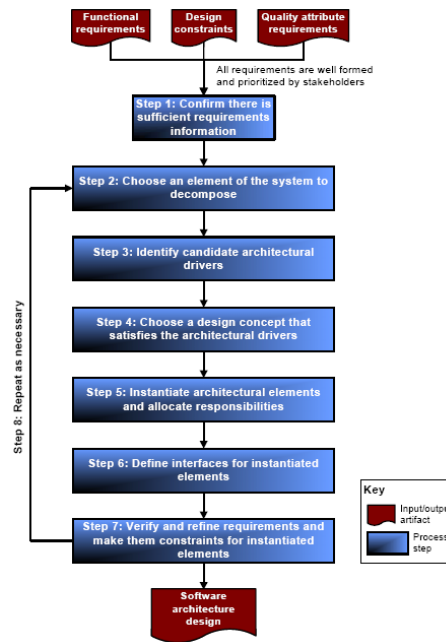 Functional
requirements
Design
constraints
Quality attribute
requirements
All requirements are well formed
and prioritized by stakeholders
Step 1: Confirm there is
sufficient requirements
information
Step 2: Choose an element of the system to
decompose
Step 3: Identify candidate architectural
drivers
Step 4: Choose a design concept that
satisfies the architectural drivers
Step 5: Instantiate architectural elements
and allocate responsibilities
Step 6: Define interfaces for instantiated
elements
Step 7: Verify and refine requirements and
make them constraints for instantiated
elements
Step 8: Repeat as necessary
Software
architecture
design
Key
Input/output
artifact
Process
step